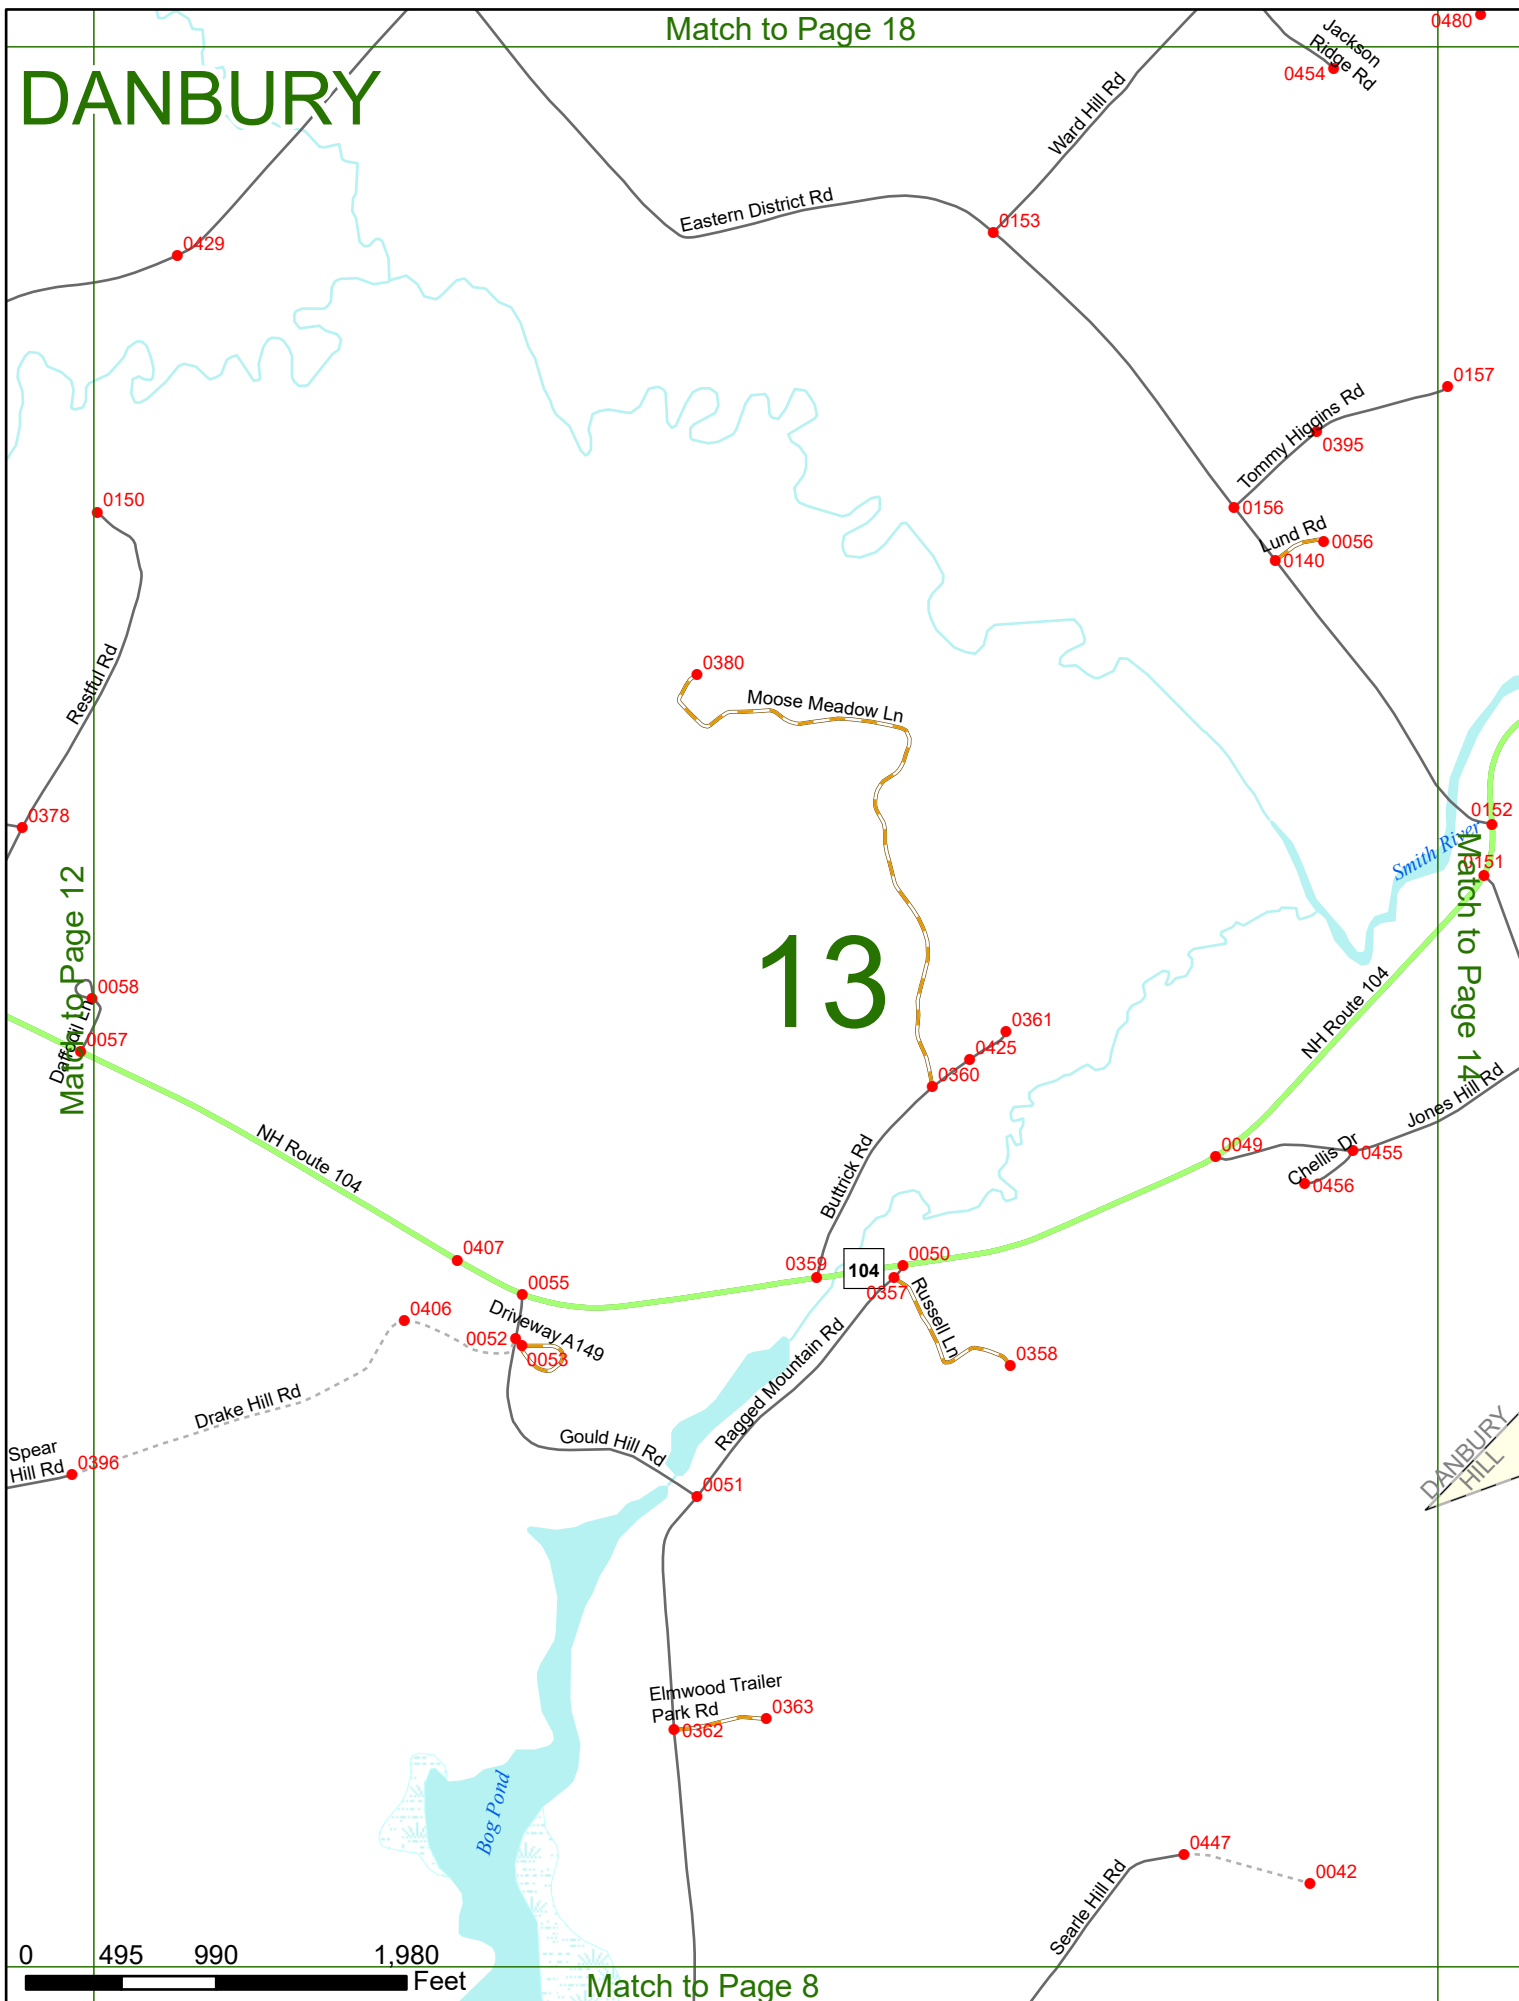 Match to Page 18
0480
DANBURY
Jackson
Ridge Rd
0454
Ward Hill Rd
Eastern District Rd
0153
0429
0157
Tommy Higgins Rd
0395
0150
0156
Lund Rd
0056
0140
Restful Rd
0380
Moose Meadow Ln
0378
0152
Smith River
0151
Match to Page 12
Match to Page 14
13
0058
Daffodil Ln
0057
NH Route 104
0361
0425
0360
Jones Hill Rd
NH Route 104
Buttrick Rd
0049
Chellis Dr
0455
0456
0407
0359
104
0050
0055
0357
Russell Ln
0406
Driveway A149
0052
0053
0358
Ragged Mountain Rd
Drake Hill Rd
Gould Hill Rd
DANBURY
HILL
Spear
Hill Rd
0396
0051
Elmwood Trailer
Park Rd
0363
0362
Bog Pond
0447
0042
Searle Hill Rd
0 495 990 1,980
Feet
Match to Page 8